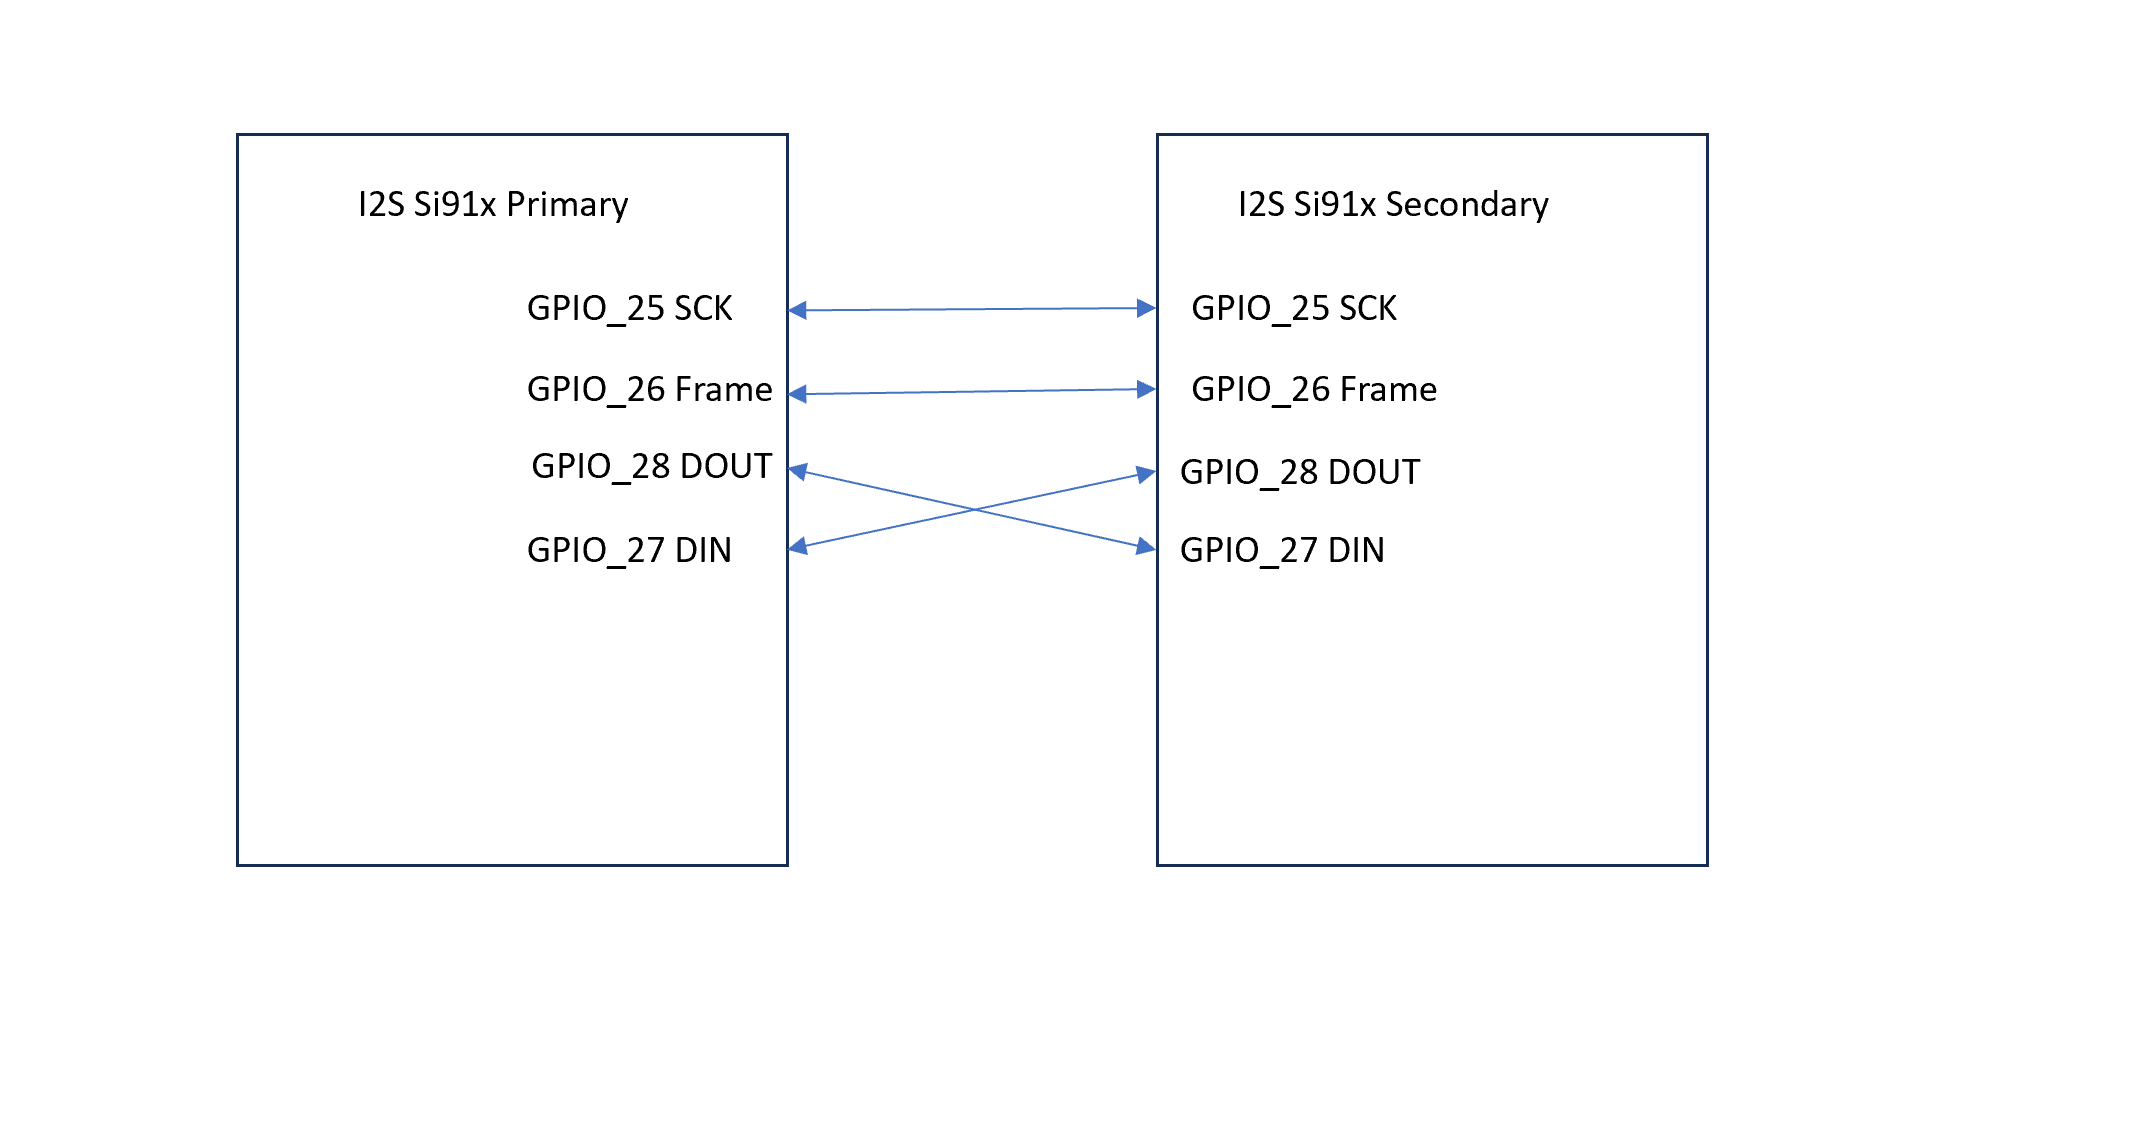 I2S Si91x Primary
GPIO_25 SCK
GPIO_26 Frame
GPIO_28 DOUT
GPIO_27 DIN
I2S Si91x Secondary
GPIO_25 SCK
GPIO_26 Frame
GPIO_28 DOUT
GPIO_27 DIN